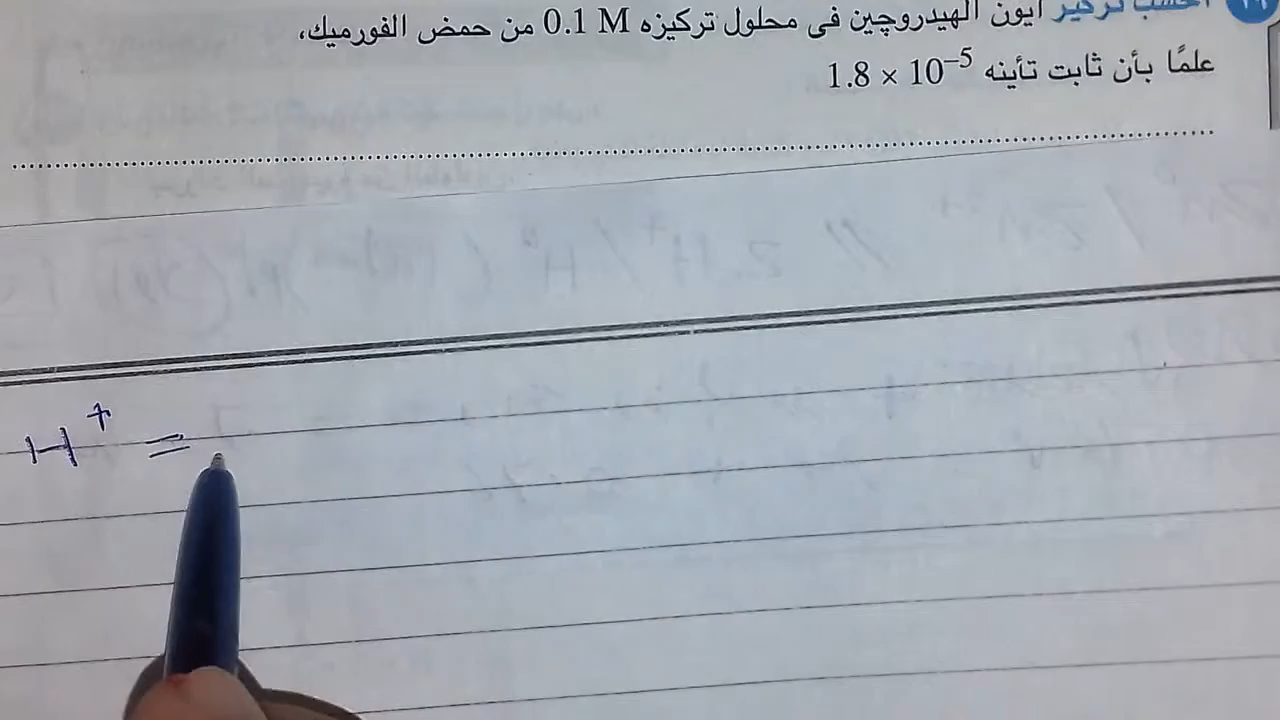 احسب تركيز أيون الهيدروچين فى محلول تركيزه 0.1 M من حمض الفورميك،
علمًا بأن ثابت تأينه 1.8 × 10⁻⁵
H⁺ =